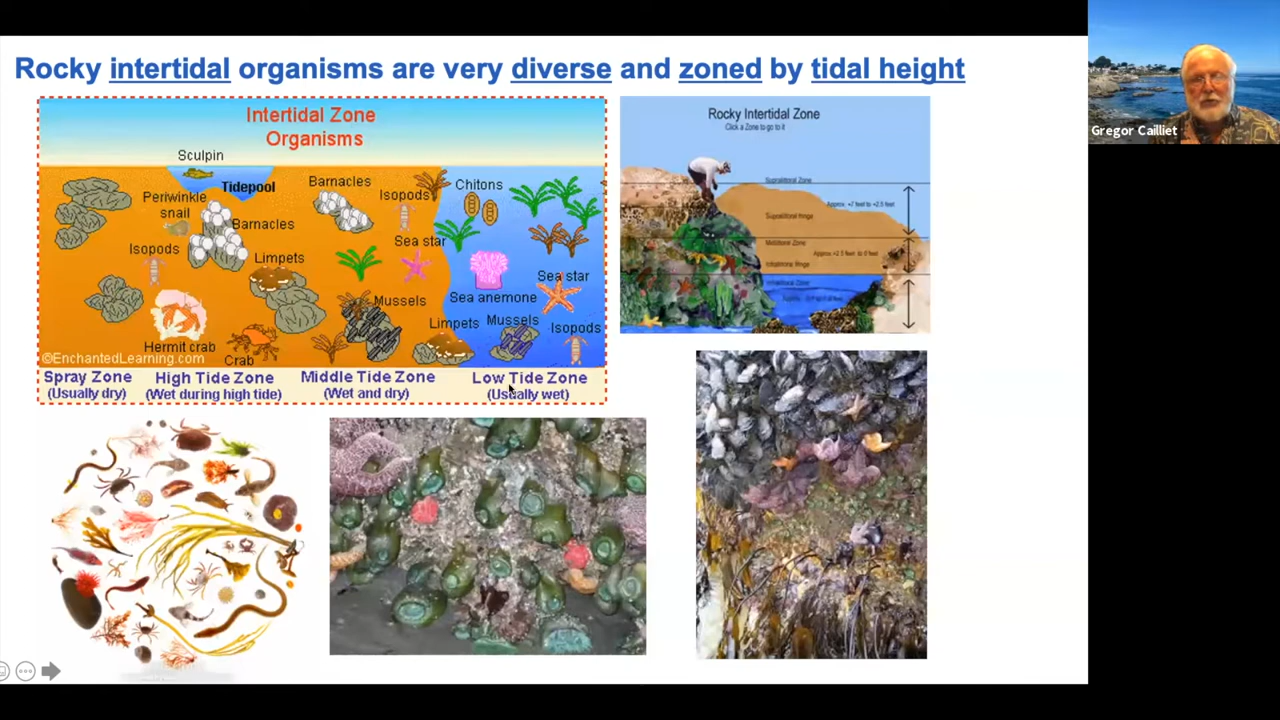 Rocky intertidal organisms are very diverse and zoned by tidal height
Intertidal Zone
Organisms
Sculpin
Tidepool
Periwinkle
snail
Barnacles
Isopods
Limpets
Hermit crab
Crab
Barnacles
Isopods
Sea star
Mussels
Chitons
Sea anemone
Sea star
Limpets
Mussels
Isopods
©EnchantedLearning.com
Spray Zone
(Usually dry)
High Tide Zone
(Wet during high tide)
Middle Tide Zone
(Wet and dry)
Low Tide Zone
(Usually wet)
Rocky Intertidal Zone
Click a Zone to go to it
Supralittoral Zone
Supralittoral fringe
Midlittoral Zone
Infralittoral fringe
Infralittoral Zone
Gregor Cailliet